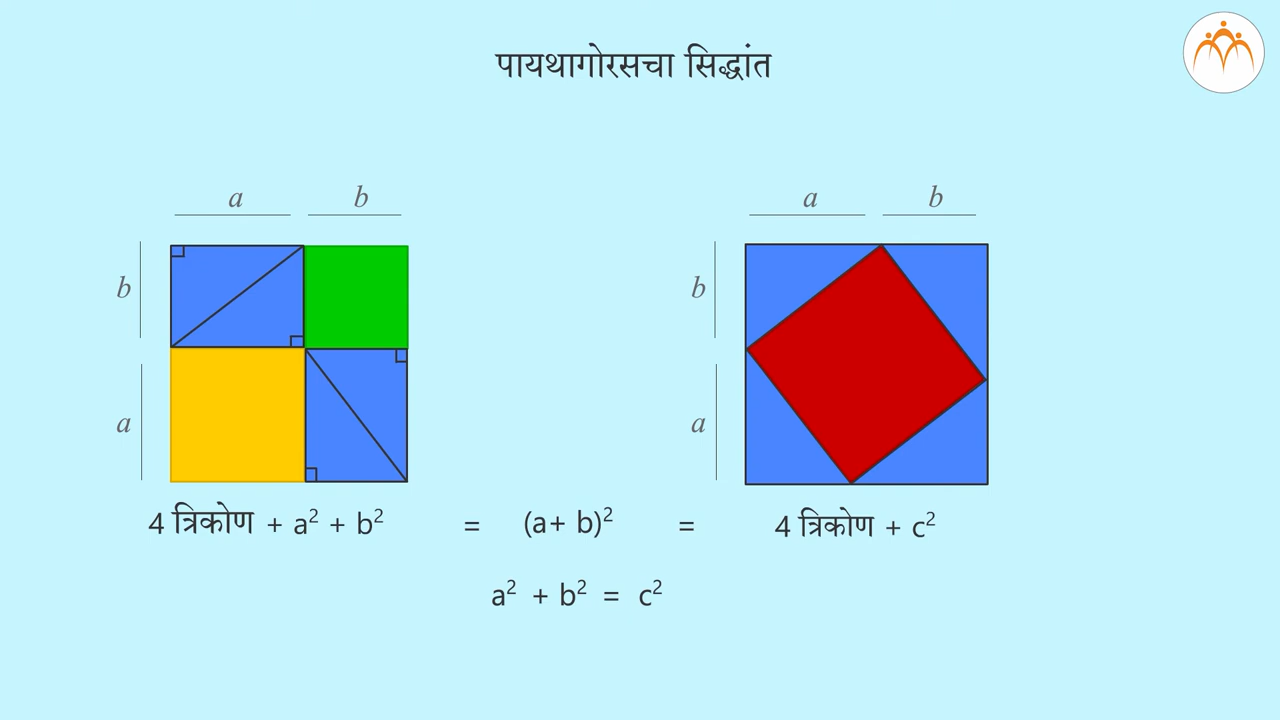 पायथागोरसचा सिद्धांत
a b
b
a
a b
b
a
4 त्रिकोण + a² + b² = (a+ b)² = 4 त्रिकोण + c²
a² + b² = c²